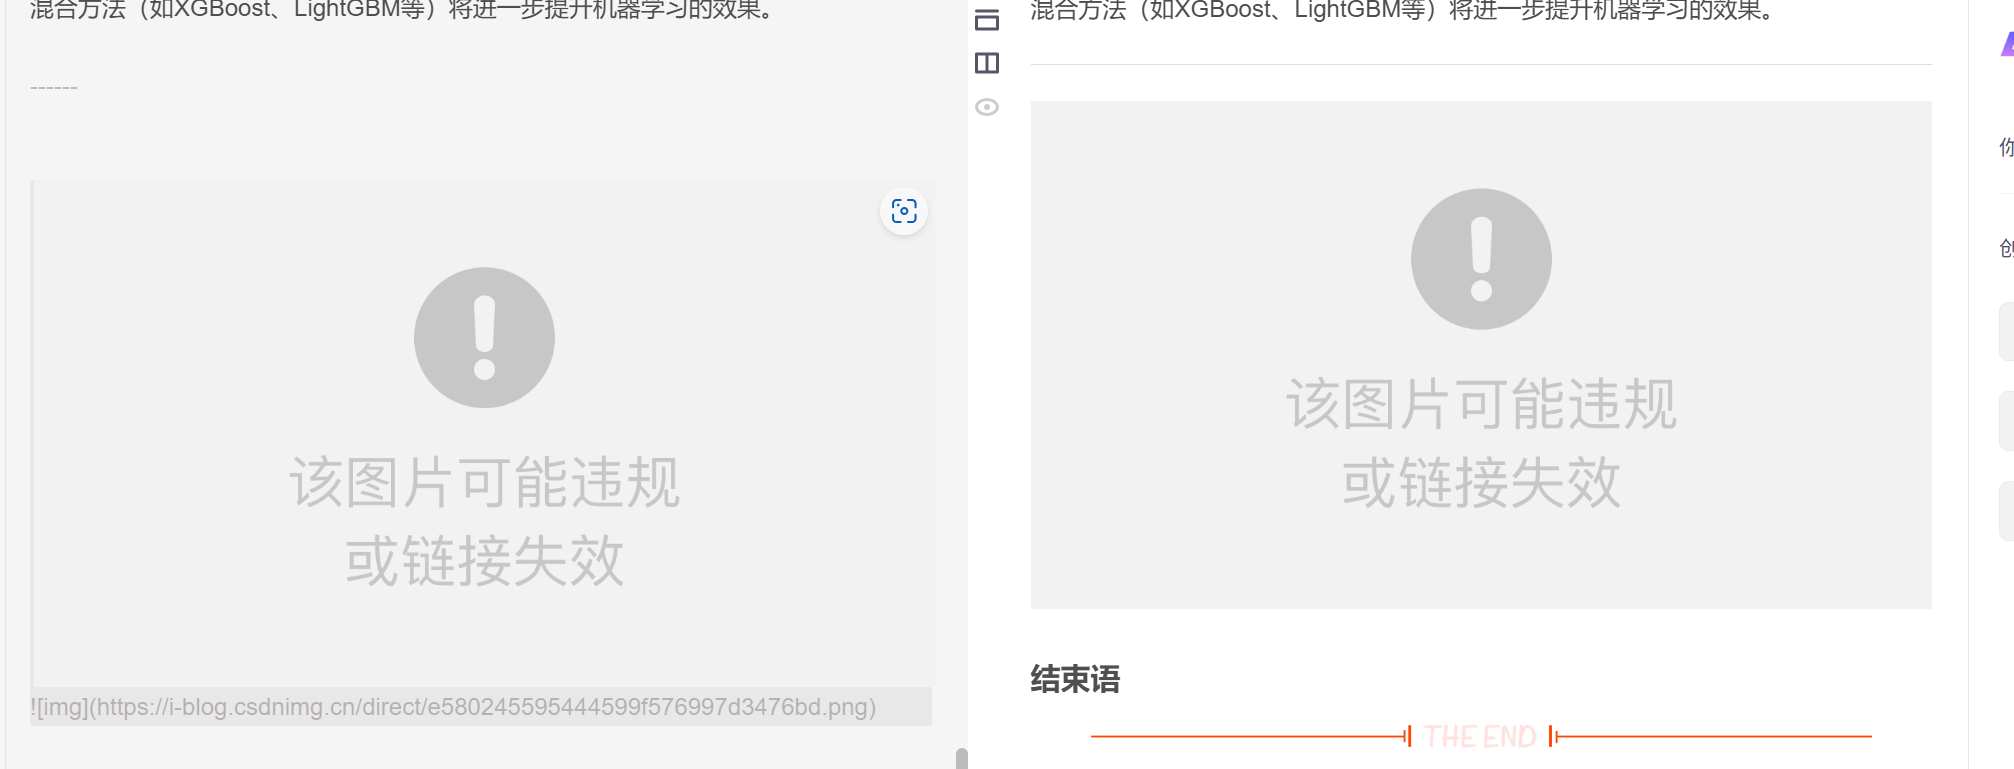 混合方法（如XGBoost、LightGBM等）将进一步提升机器学习的效果。
------
该图片可能违规
或链接失效
![img](https://i-blog.csdnimg.cn/direct/e580245595444599f576997d3476bd.png)
混合方法（如XGBoost、LightGBM等）将进一步提升机器学习的效果。
该图片可能违规
或链接失效
结束语
THE END
你